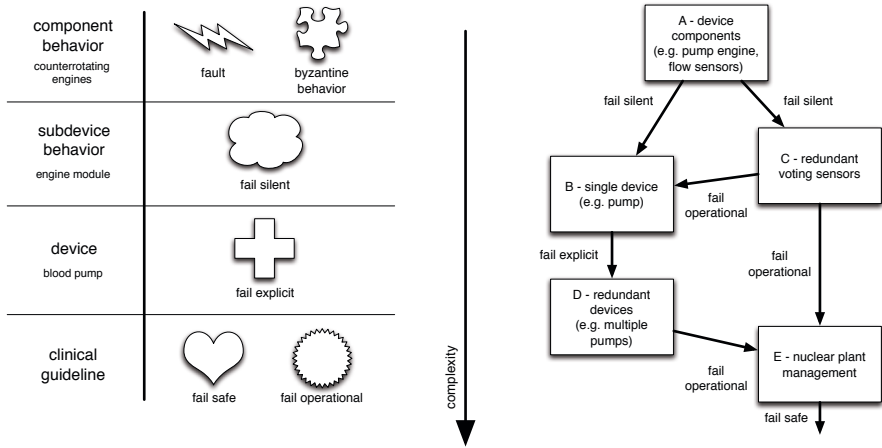 component
behavior
counterrotating
engines
fault
byzantine
behavior
subdevice
behavior
engine module
fail silent
device
blood pump
fail explicit
clinical
guideline
fail safe
fail operational
complexity
A - device
components
(e.g. pump engine,
flow sensors)
fail silent
fail silent
C - redundant
voting sensors
B - single device
(e.g. pump)
fail
operational
fail explicit
fail
operational
D - redundant
devices
(e.g. multiple
pumps)
E - nuclear plant
management
fail
operational
fail safe